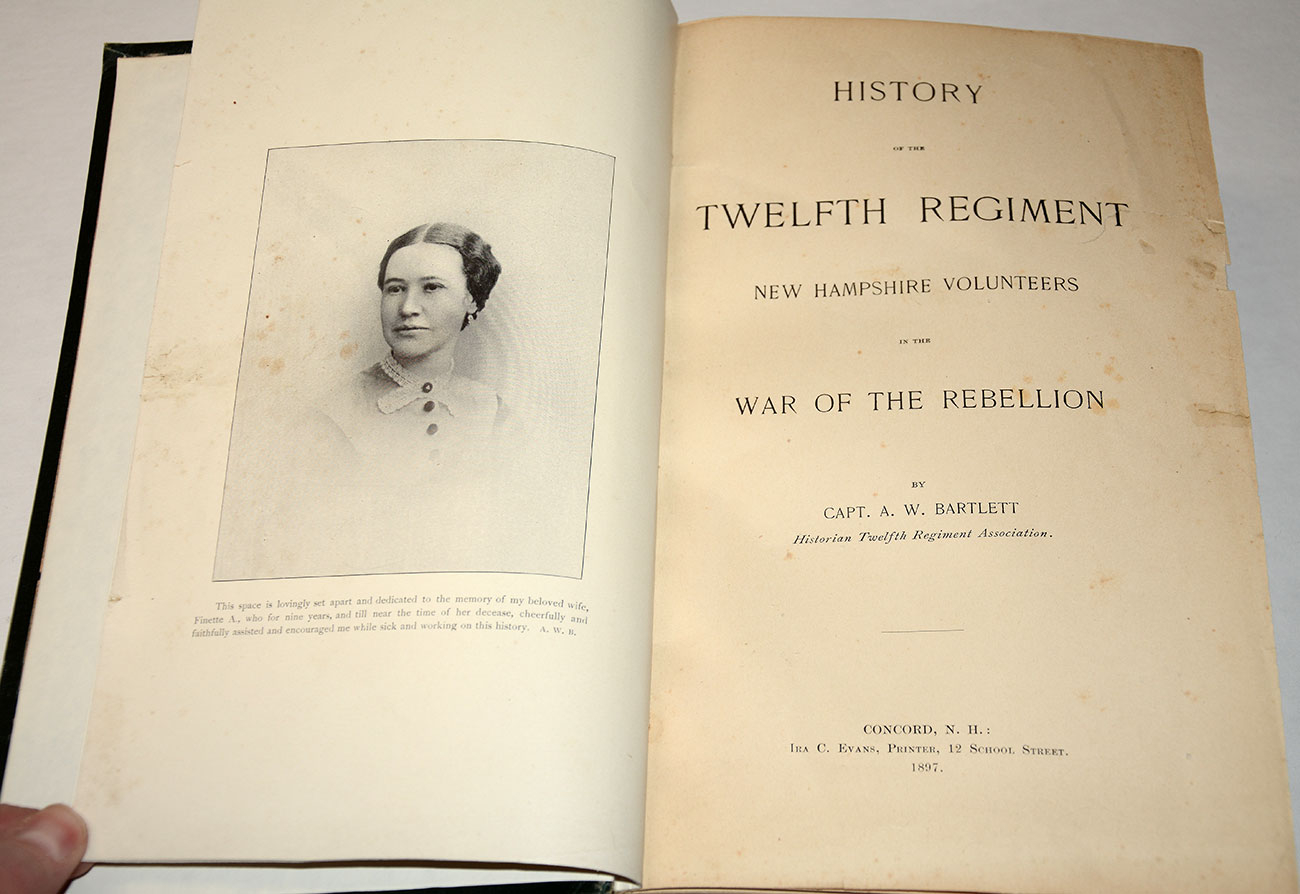 This space is lovingly set apart and dedicated to the memory of my beloved wife,
Finette A., who for nine years, and till near the time of her decease, cheerfully and
faithfully assisted and encouraged me while sick and working on this history. A. W. B.
HISTORY
OF THE
TWELFTH REGIMENT
NEW HAMPSHIRE VOLUNTEERS
IN THE
WAR OF THE REBELLION
BY
CAPT. A. W. BARTLETT
Historian Twelfth Regiment Association.
CONCORD, N. H.:
IRA C. EVANS, PRINTER, 12 SCHOOL STREET.
1897.